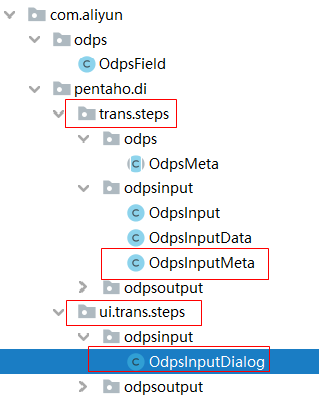 com.aliyun
odps
OdpsField
pentaho.di
trans.steps
odps
OdpsMeta
odpsinput
OdpsInput
OdpsInputData
OdpsInputMeta
odpsoutput
ui.trans.steps
odpsinput
OdpsInputDialog
odpsoutput